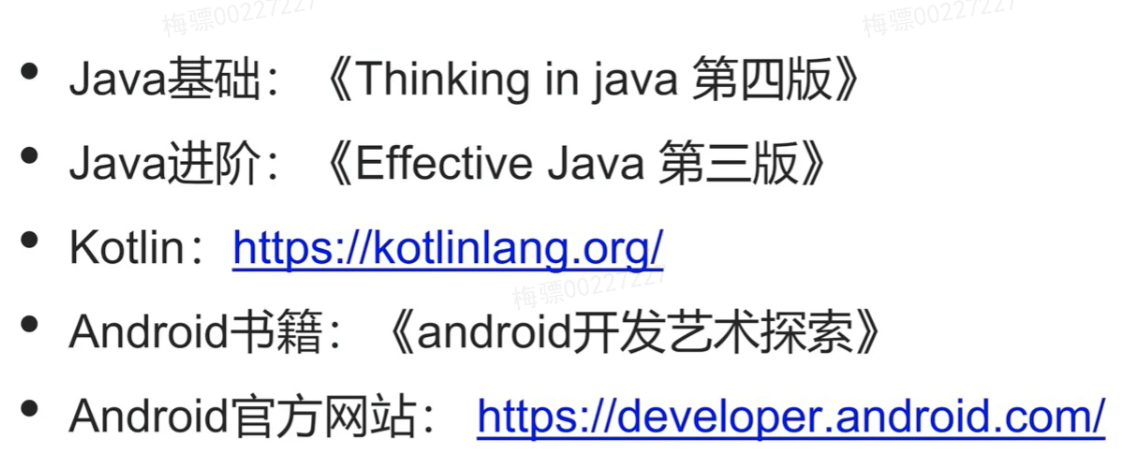 梅骠00227227
梅骠00227227
• Java基础：《Thinking in java 第四版》
• Java进阶：《Effective Java 第三版》
• Kotlin：https://kotlinlang.org/
梅骠00227227
• Android书籍：《android开发艺术探索》
• Android官方网站： https://developer.android.com/